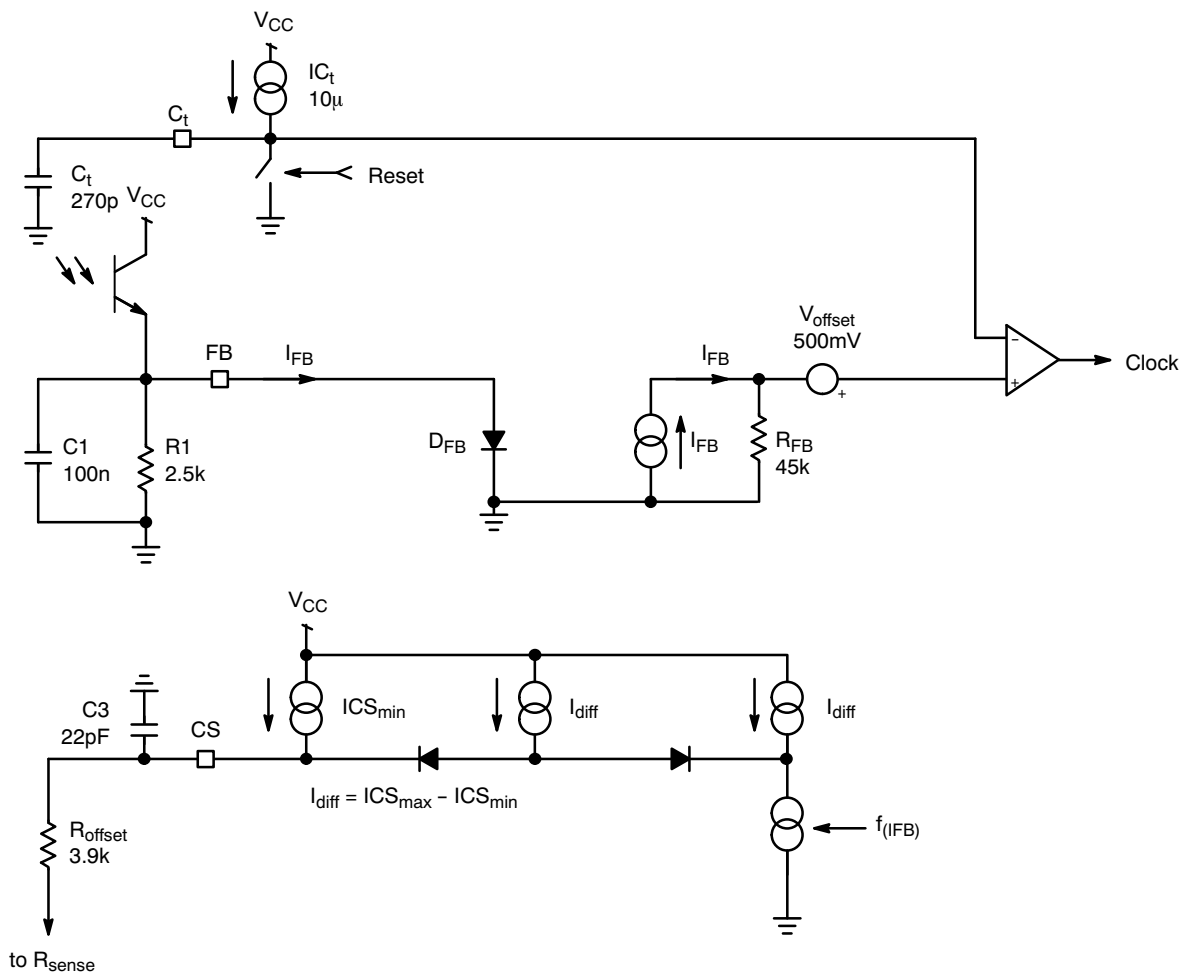 VCC
ICt
10µ
Ct
Reset
Ct
270p
VCC
Voffset
500mV
−
+
Clock
FB
IFB
IFB
+
C1
100n
R1
2.5k
DFB
IFB
RFB
45k
VCC
C3
22pF
CS
ICSmin
Idiff
Idiff
Idiff = ICSmax − ICSmin
Roffset
3.9k
f(IFB)
to Rsense